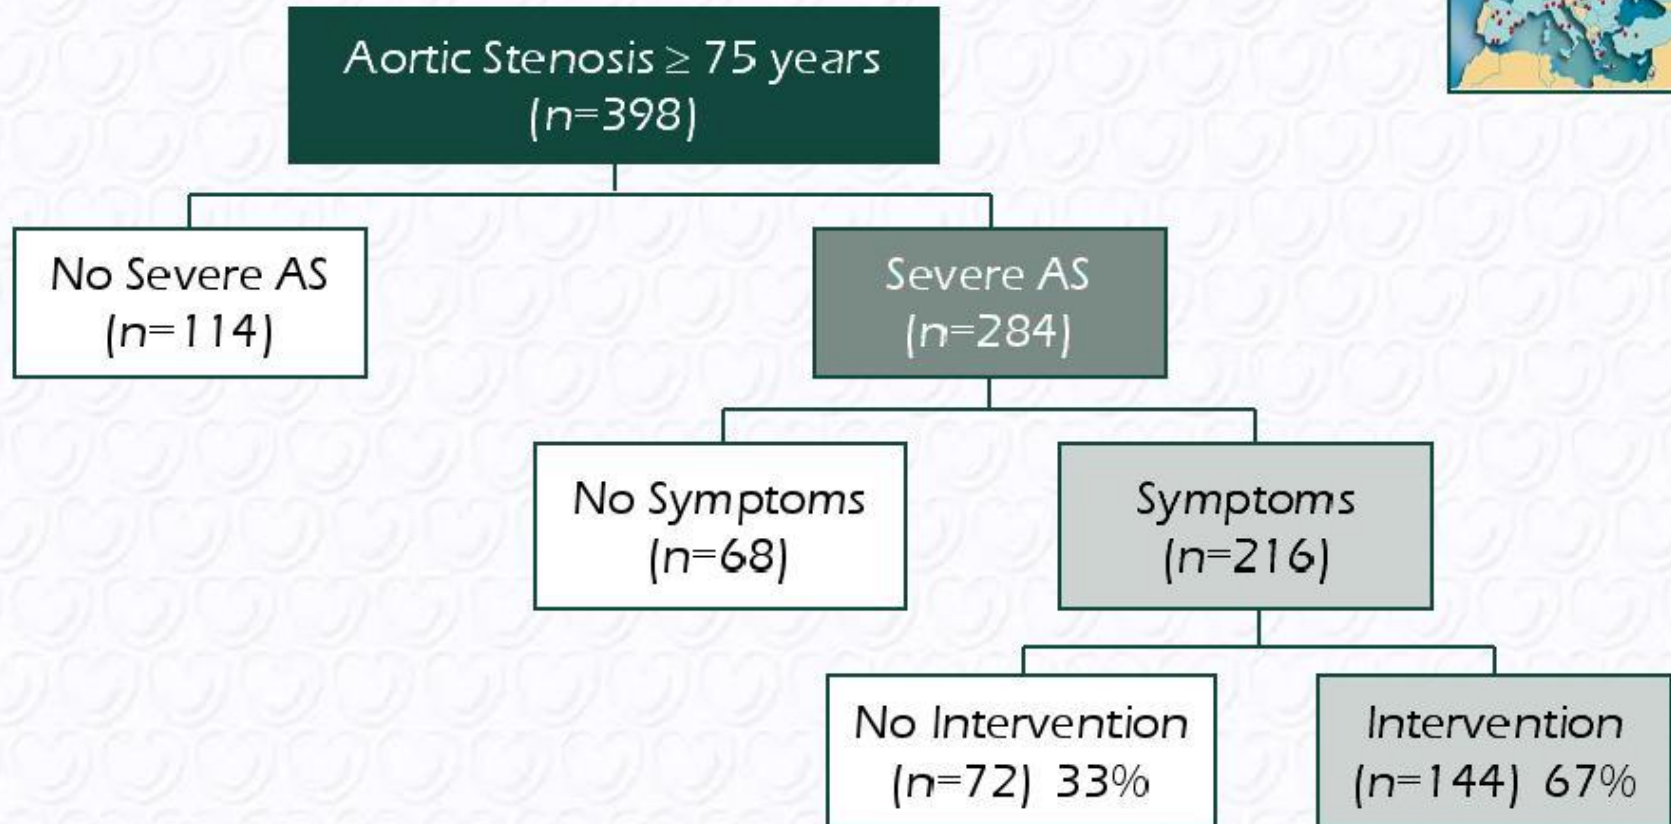 Aortic Stenosis ≥ 75 years
(n=398)
No Severe AS
(n=114)
Severe AS
(n=284)
No Symptoms
(n=68)
Symptoms
(n=216)
No Intervention
(n=72) 33%
Intervention
(n=144) 67%